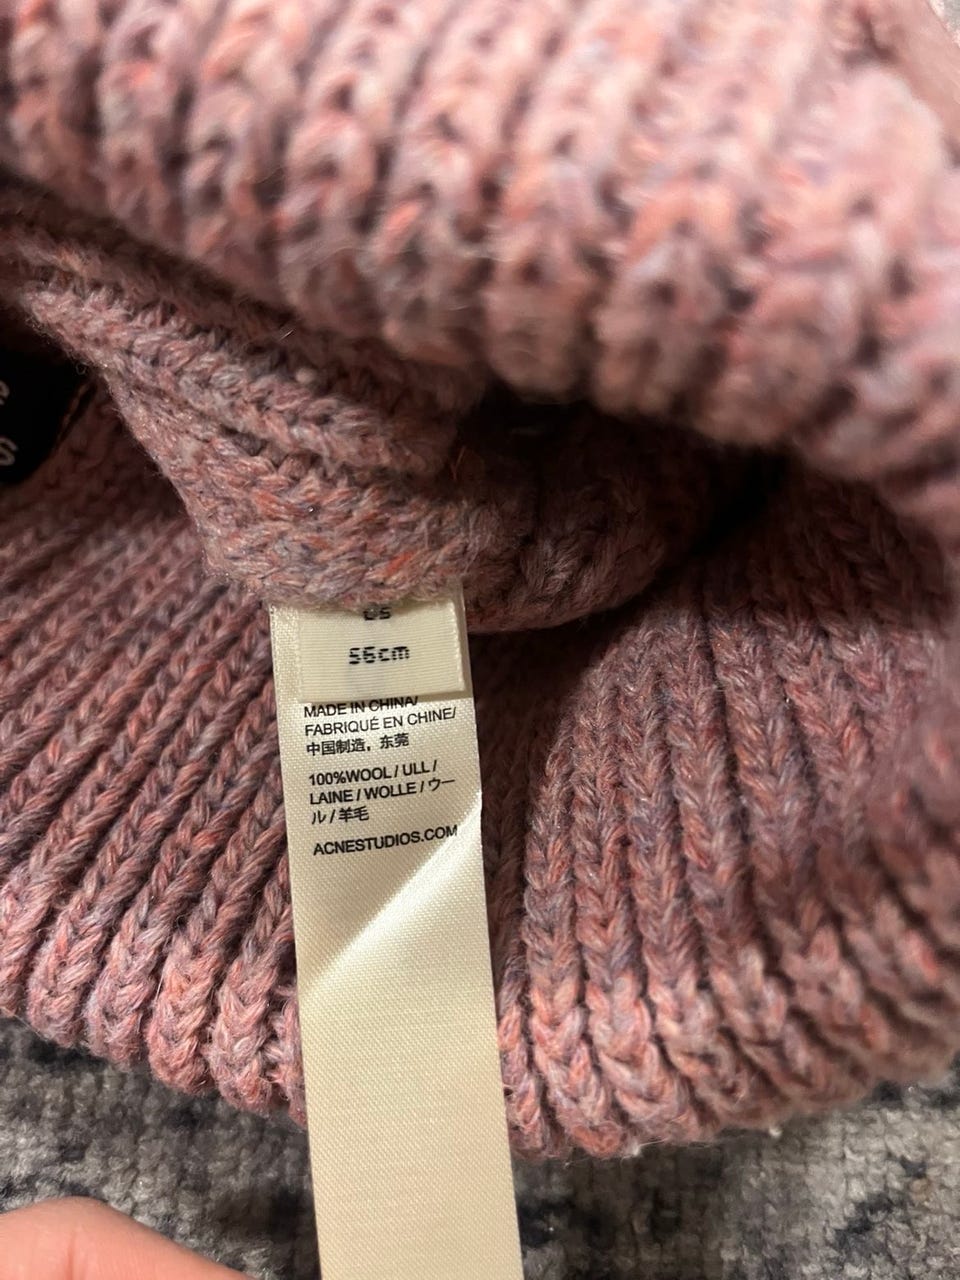 56cm
MADE IN CHINA/
FABRIQUÉ EN CHINE/
中国制造，东莞
100%WOOL / ULL /
LAINE / WOLLE / ウー
ル / 羊毛
ACNESTUDIOS.COM